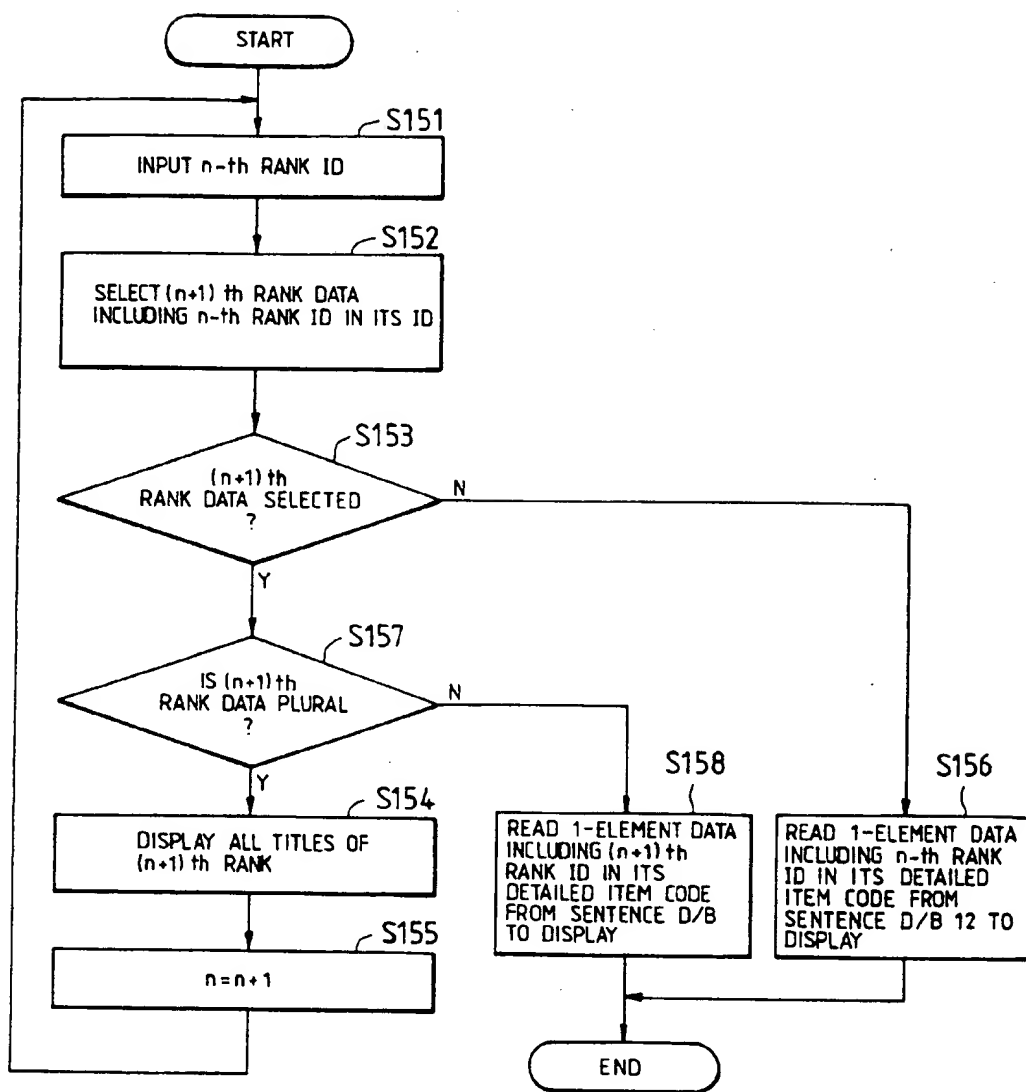 START
S151
INPUT n-th RANK ID
S152
SELECT (n+1) th RANK DATA
INCLUDING n-th RANK ID IN ITS ID
S153
(n+1) th
RANK DATA SELECTED
?
N
Y
S157
IS (n+1) th
RANK DATA PLURAL
?
N
Y
S154
DISPLAY ALL TITLES OF
(n+1) th RANK
S155
n=n+1
S158
READ 1-ELEMENT DATA
INCLUDING (n+1) th
RANK ID IN ITS
DETAILED ITEM CODE
FROM SENTENCE D/B
TO DISPLAY
S156
READ 1-ELEMENT DATA
INCLUDING n-th RANK
ID IN ITS DETAILED
ITEM CODE FROM
SENTENCE D/B 12 TO
DISPLAY
END